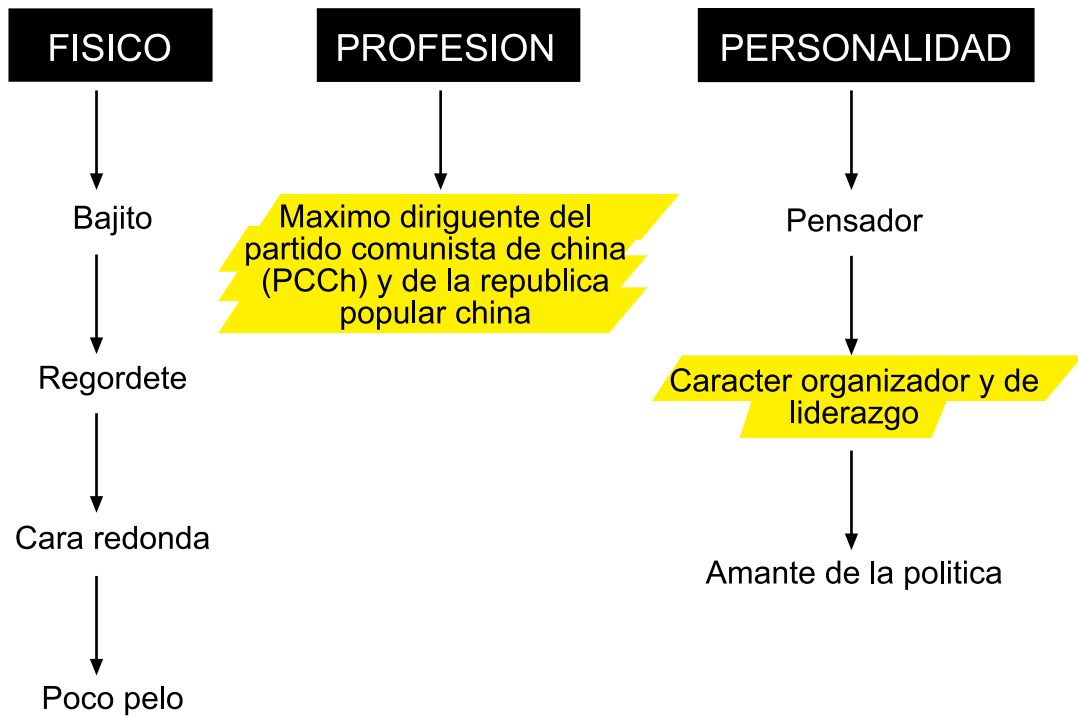 FISICO
Bajito
Regordete
Cara redonda
Poco pelo
PROFESION
Maximo diriguente del
partido comunista de china
(PCCh) y de la republica
popular china
PERSONALIDAD
Pensador
Caracter organizador y de
liderazgo
Amante de la politica